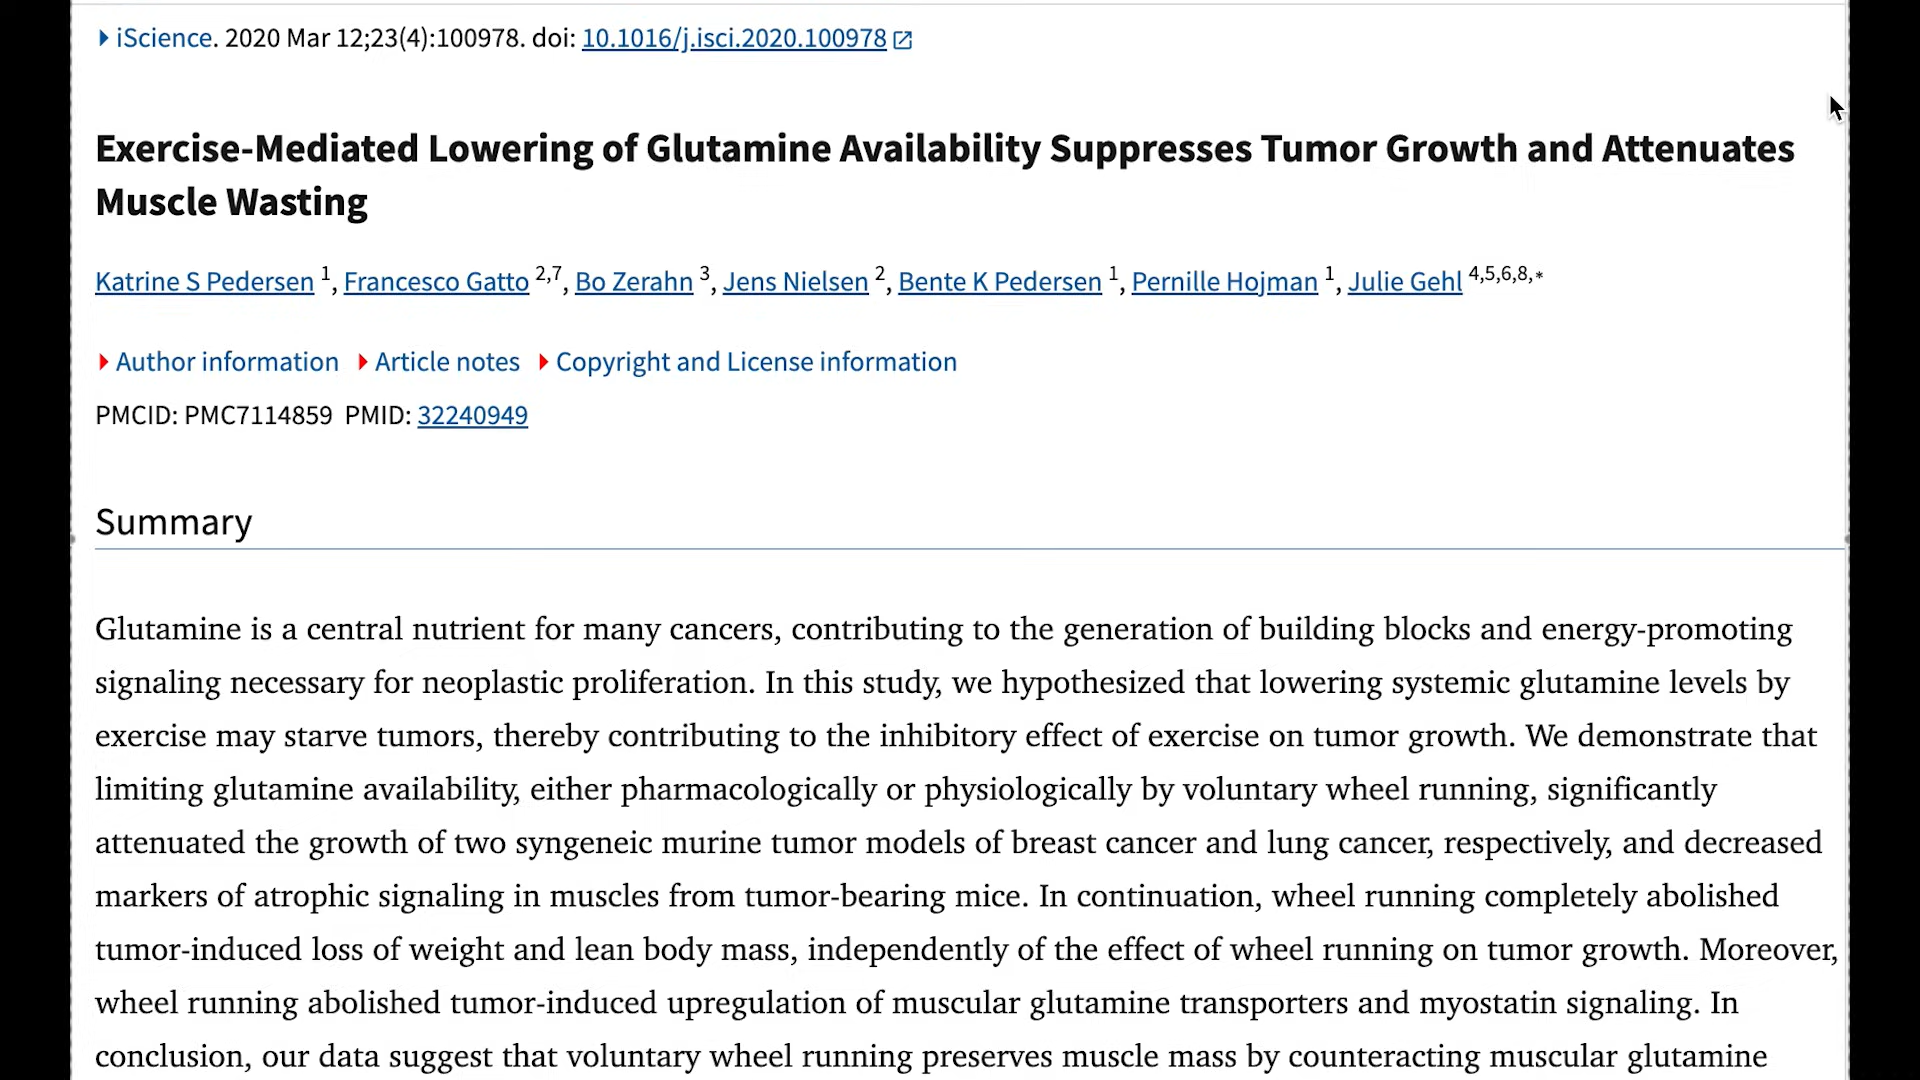 iScience. 2020 Mar 12;23(4):100978. doi: 10.1016/j.isci.2020.100978
Exercise-Mediated Lowering of Glutamine Availability Suppresses Tumor Growth and Attenuates
Muscle Wasting
Katrine S Pedersen 1, Francesco Gatto 2,7, Bo Zerahn 3, Jens Nielsen 2, Bente K Pedersen 1, Pernille Hojman 1, Julie Gehl 4,5,6,8,*
Author information Article notes Copyright and License information
PMCID: PMC7114859 PMID: 32240949
Summary
Glutamine is a central nutrient for many cancers, contributing to the generation of building blocks and energy-promoting
signaling necessary for neoplastic proliferation. In this study, we hypothesized that lowering systemic glutamine levels by
exercise may starve tumors, thereby contributing to the inhibitory effect of exercise on tumor growth. We demonstrate that
limiting glutamine availability, either pharmacologically or physiologically by voluntary wheel running, significantly
attenuated the growth of two syngeneic murine tumor models of breast cancer and lung cancer, respectively, and decreased
markers of atrophic signaling in muscles from tumor-bearing mice. In continuation, wheel running completely abolished
tumor-induced loss of weight and lean body mass, independently of the effect of wheel running on tumor growth. Moreover,
wheel running abolished tumor-induced upregulation of muscular glutamine transporters and myostatin signaling. In
conclusion, our data suggest that voluntary wheel running preserves muscle mass by counteracting muscular glutamine